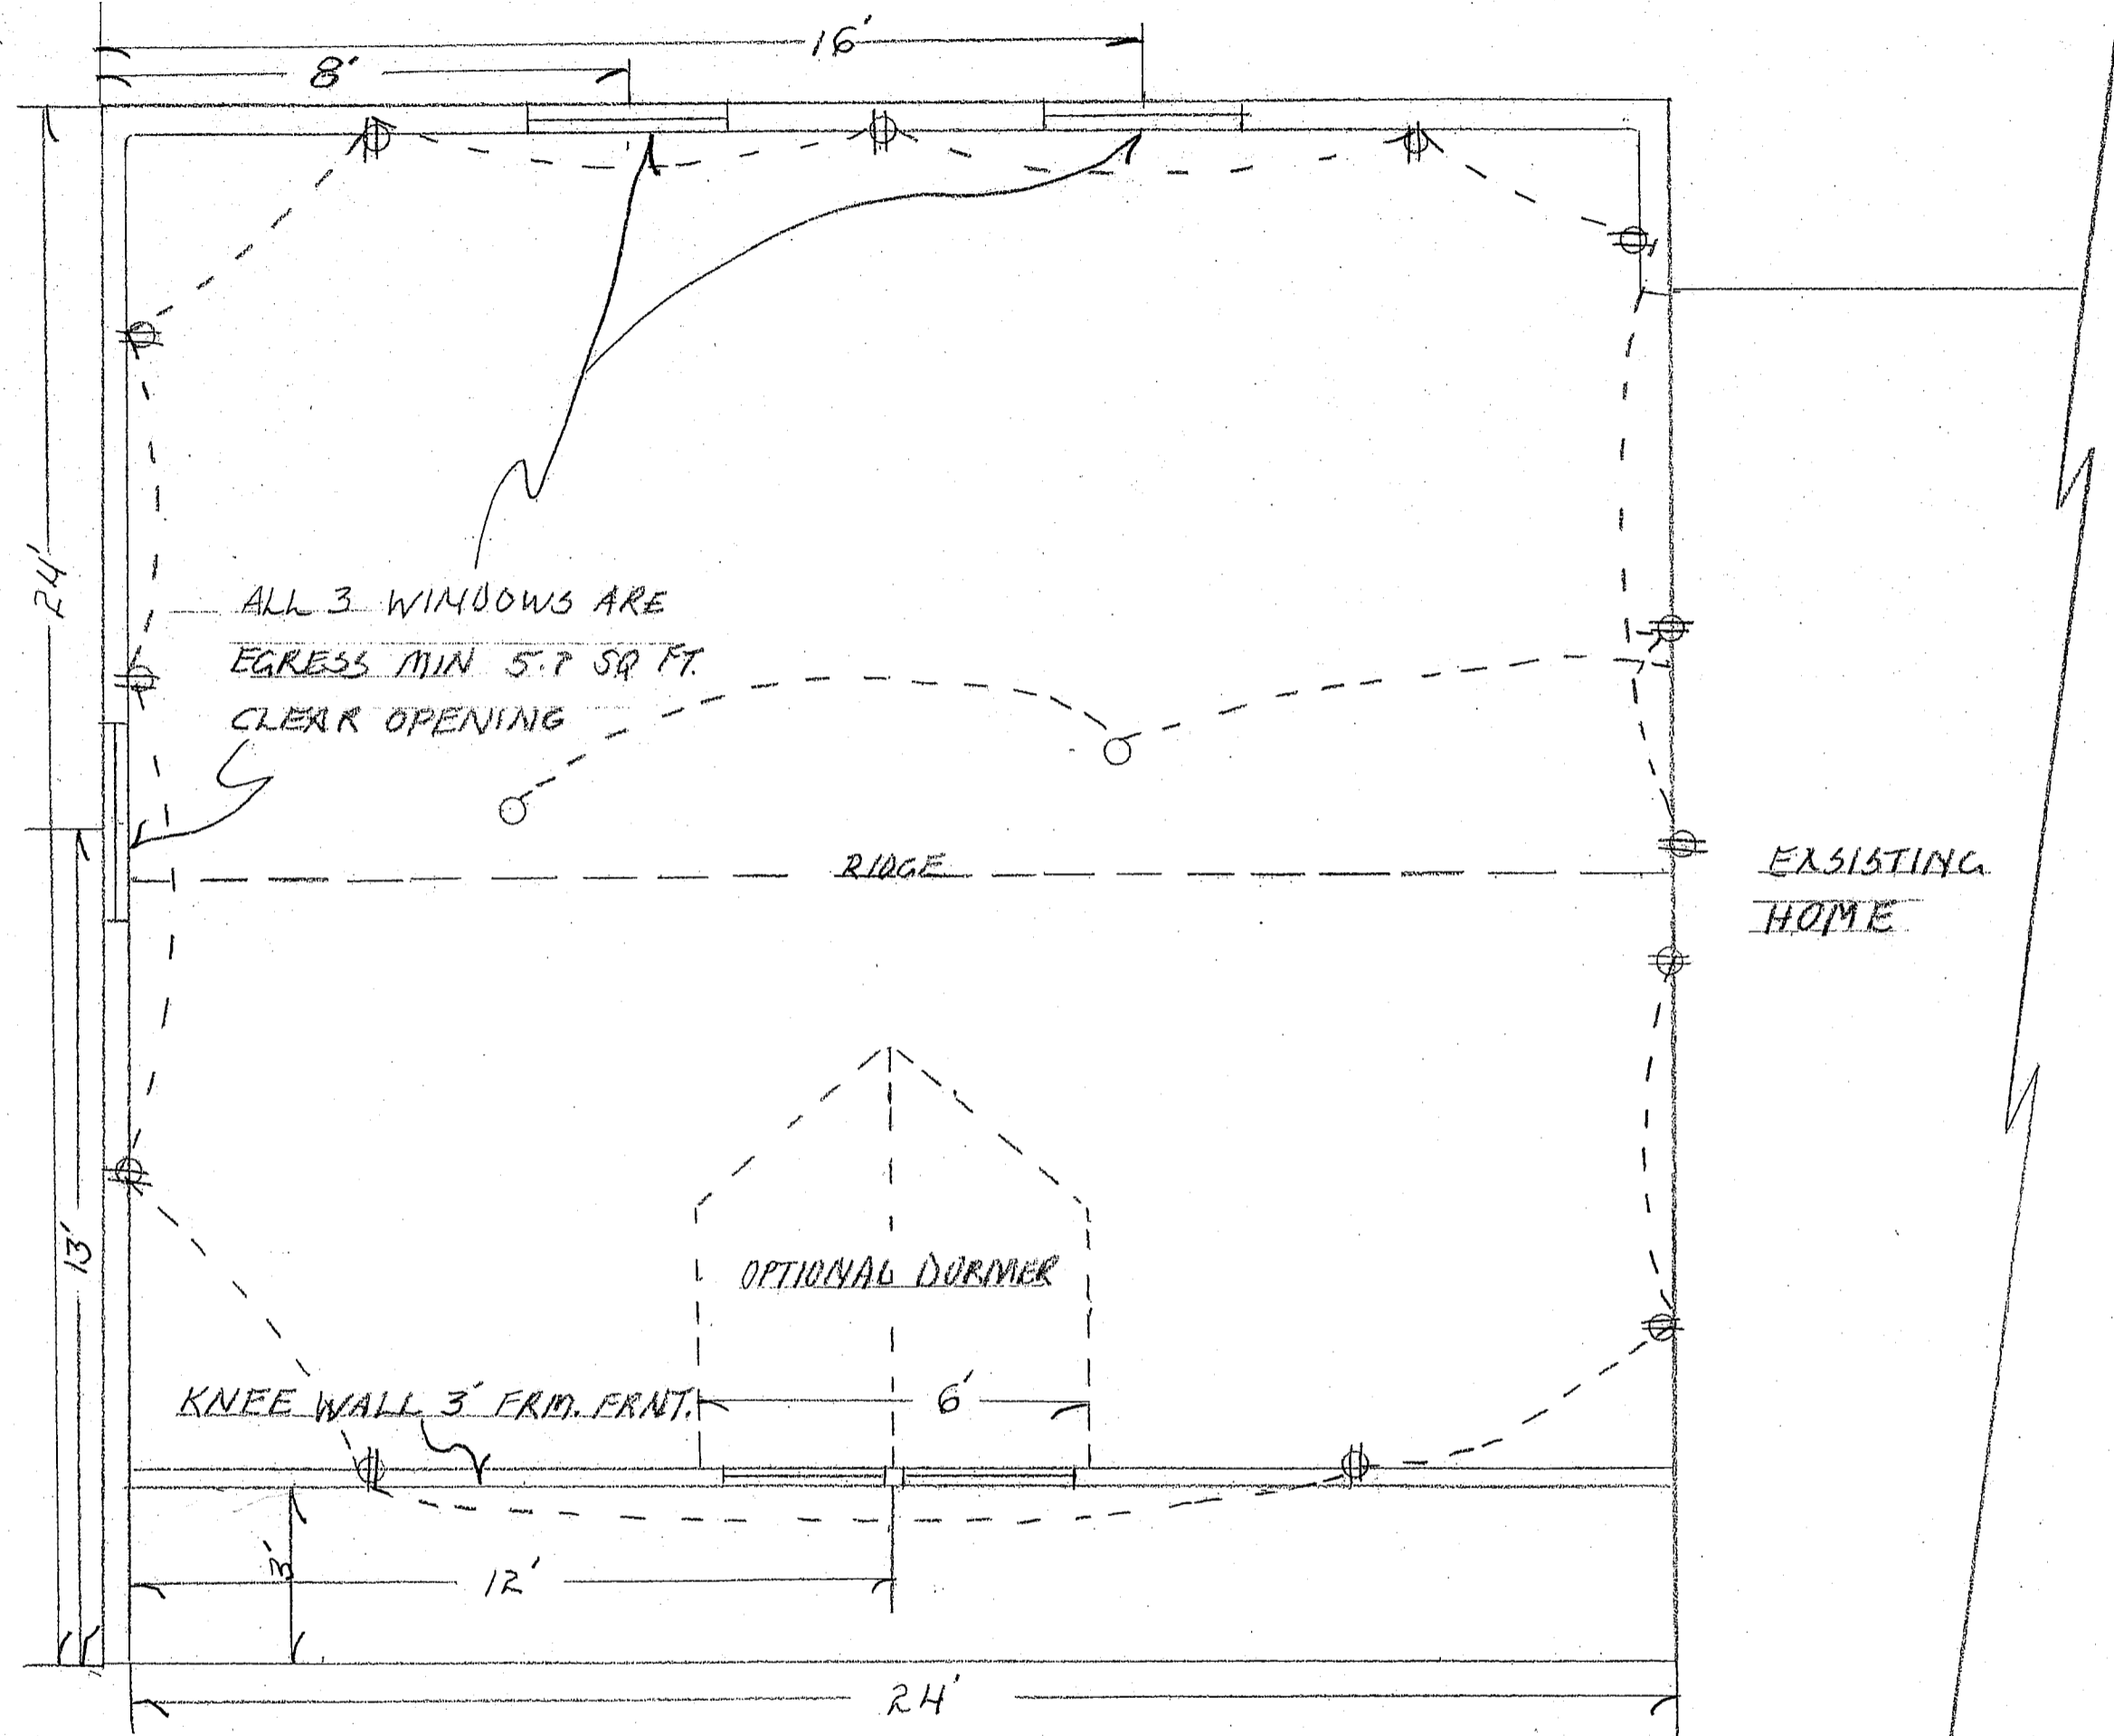 16'
8'
24'
ALL 3 WINDOWS ARE
EGRESS MIN 5.7 SQ FT.
CLEAR OPENING
RIDGE
EXSISTING
HOME
13'
OPTIONAL DORMER
KNEE WALL 3' FRM. FRNT.
6'
3'
12'
24'